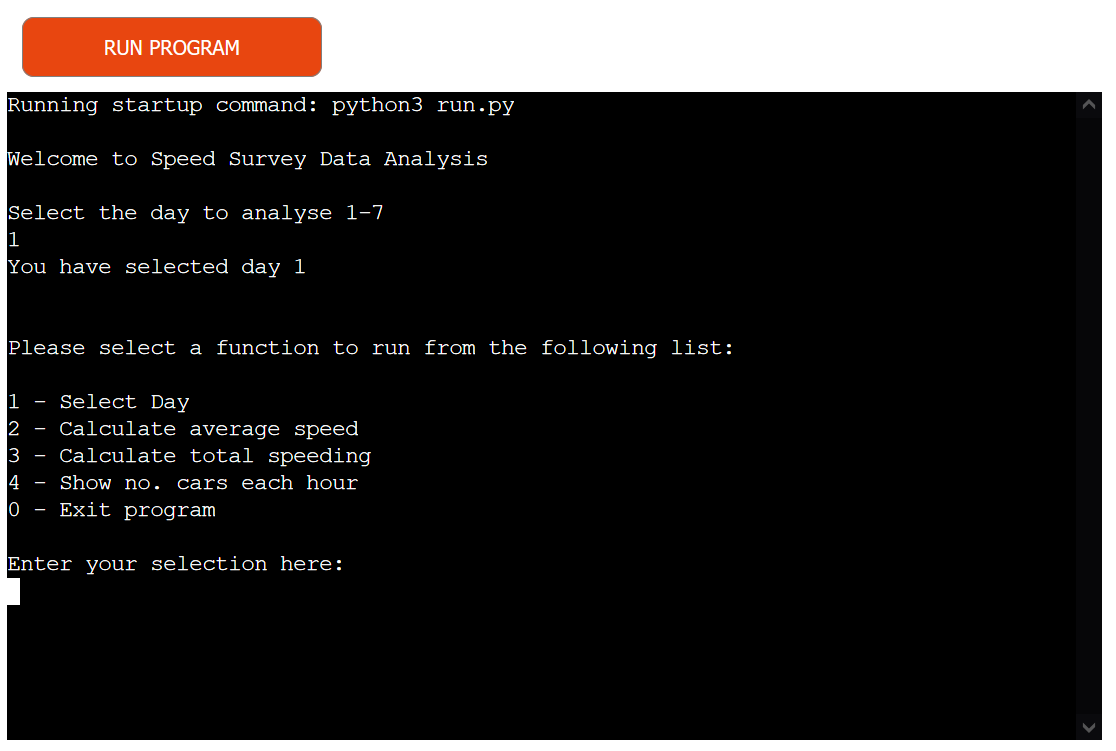 RUN PROGRAM
Running startup command: python3 run.py
Welcome to Speed Survey Data Analysis
Select the day to analyse 1-7
1
You have selected day 1
Please select a function to run from the following list:
1 - Select Day
2 - Calculate average speed
3 - Calculate total speeding
4 - Show no. cars each hour
0 - Exit program
Enter your selection here: